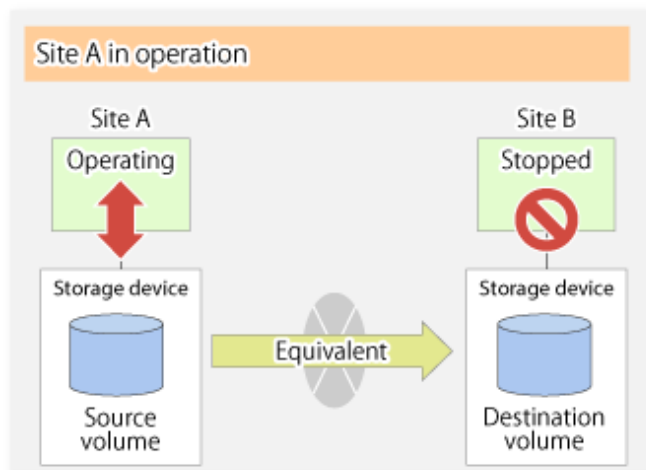 Site A in operation
Site A
Site B
Operating
Stopped
Storage device
Storage device
Equivalent
Source
volume
Destination
volume